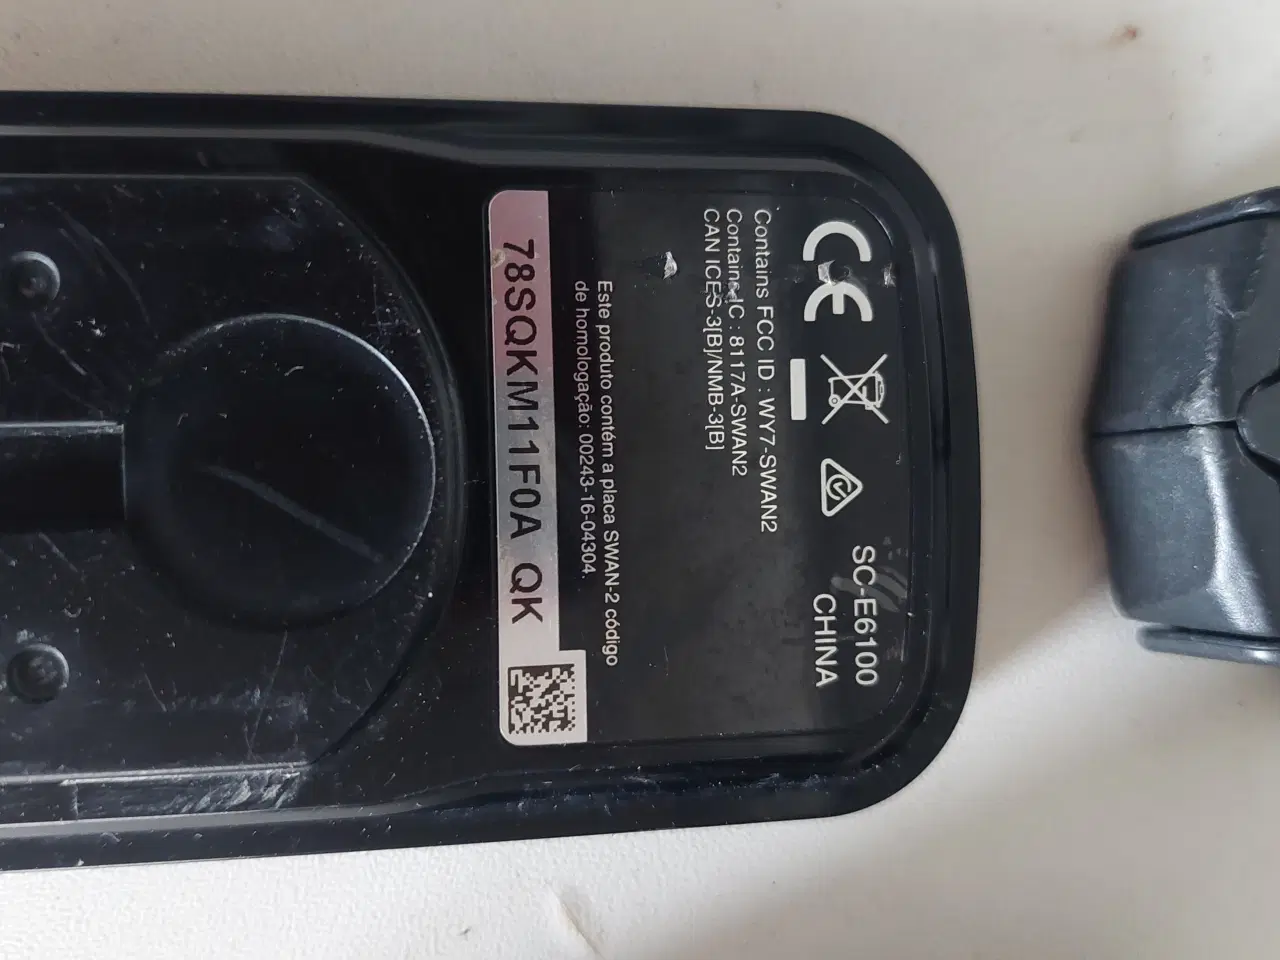 CE
SC-E6100
CHINA
Contains FCC ID : WY7-SWAN2
Contains IC : 8117A-SWAN2
CAN ICES-3[B]/NMB-3[B]
Este produto contém a placa SWAN-2 código
de homologação: 00243-16-04304.
78SQKM11F0A QK